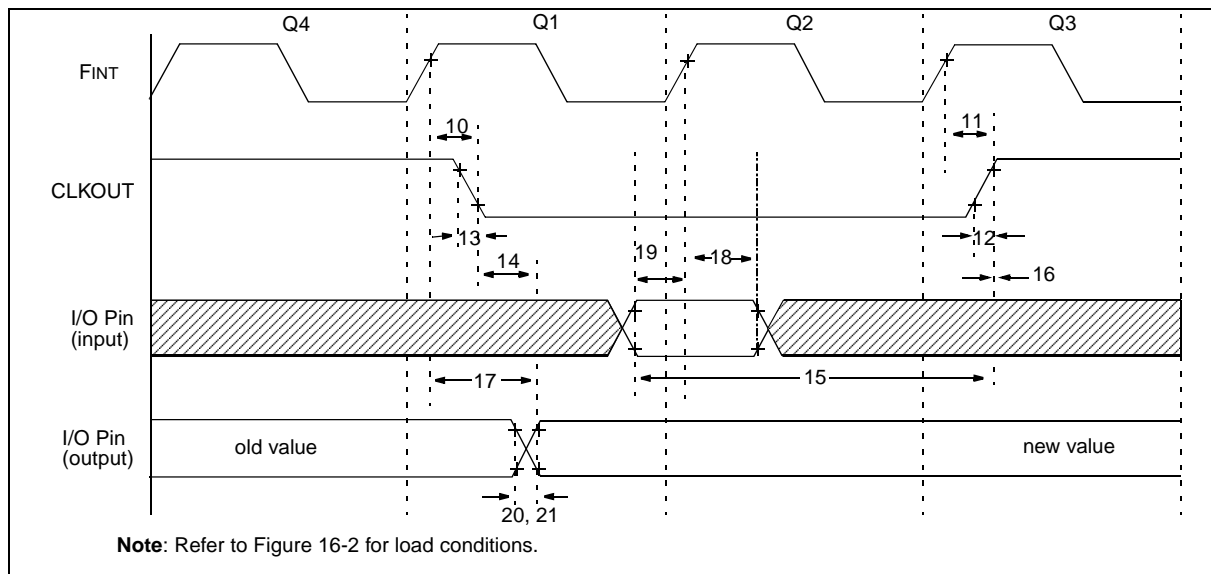 Q4 Q1 Q2 Q3
FINT
10 11
CLKOUT
13 19 18 12
14 16
I/O Pin
(input)
17 15
I/O Pin
(output)
old value new value
20, 21
Note: Refer to Figure 16-2 for load conditions.